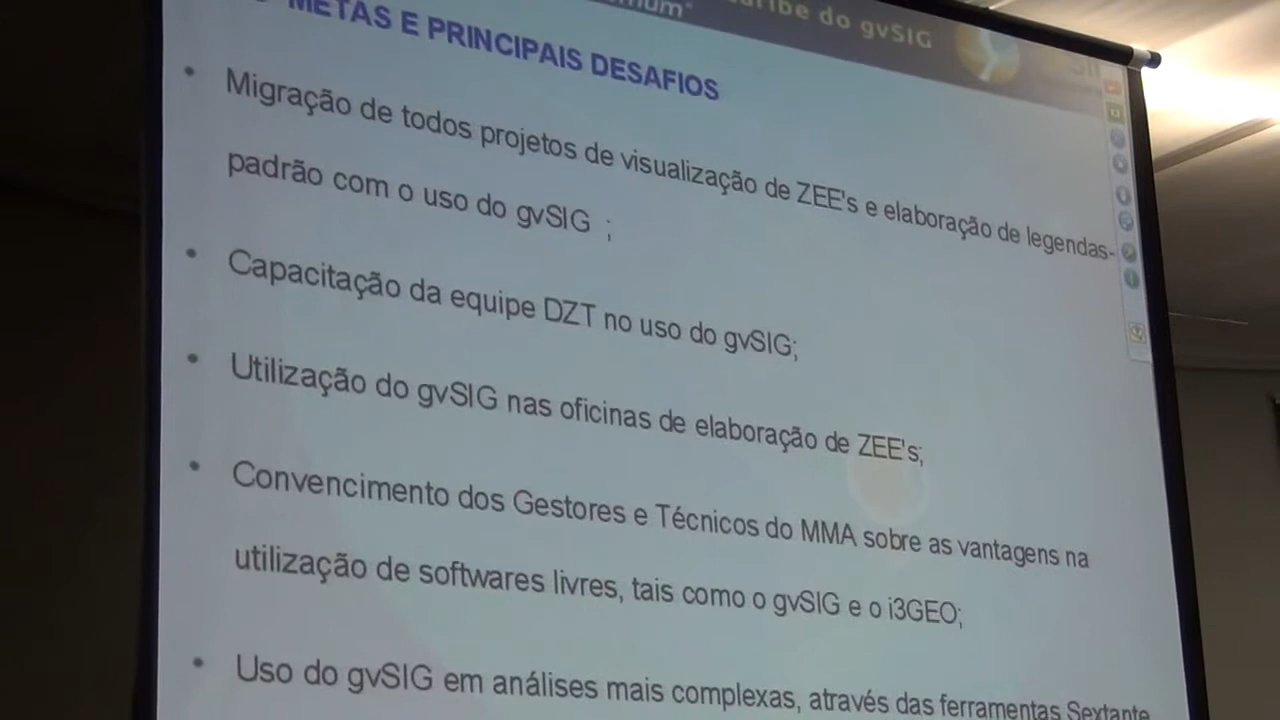 do gvSIG
METAS E PRINCIPAIS DESAFIOS
• Migração de todos projetos de visualização de ZEE's e elaboração de legendas-
padrão com o uso do gvSIG ;
• Capacitação da equipe DZT no uso do gvSIG;
• Utilização do gvSIG nas oficinas de elaboração de ZEE's;
• Convencimento dos Gestores e Técnicos do MMA sobre as vantagens na
utilização de softwares livres, tais como o gvSIG e o i3GEO;
• Uso do gvSIG em análises mais complexas, através das ferramentas Sextante